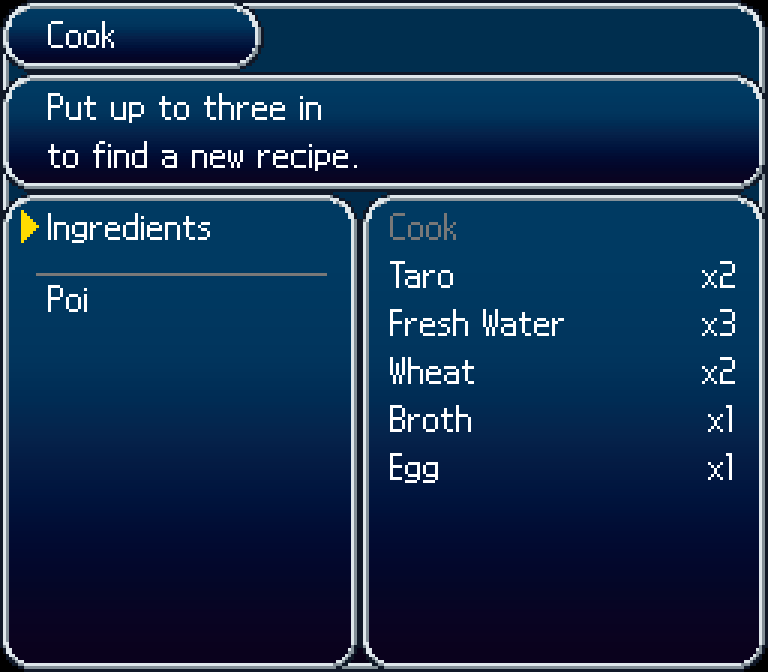 Cook
Put up to three in
to find a new recipe.
Ingredients
Poi
Cook
Taro x2
Fresh Water x3
Wheat x2
Broth x1
Egg x1